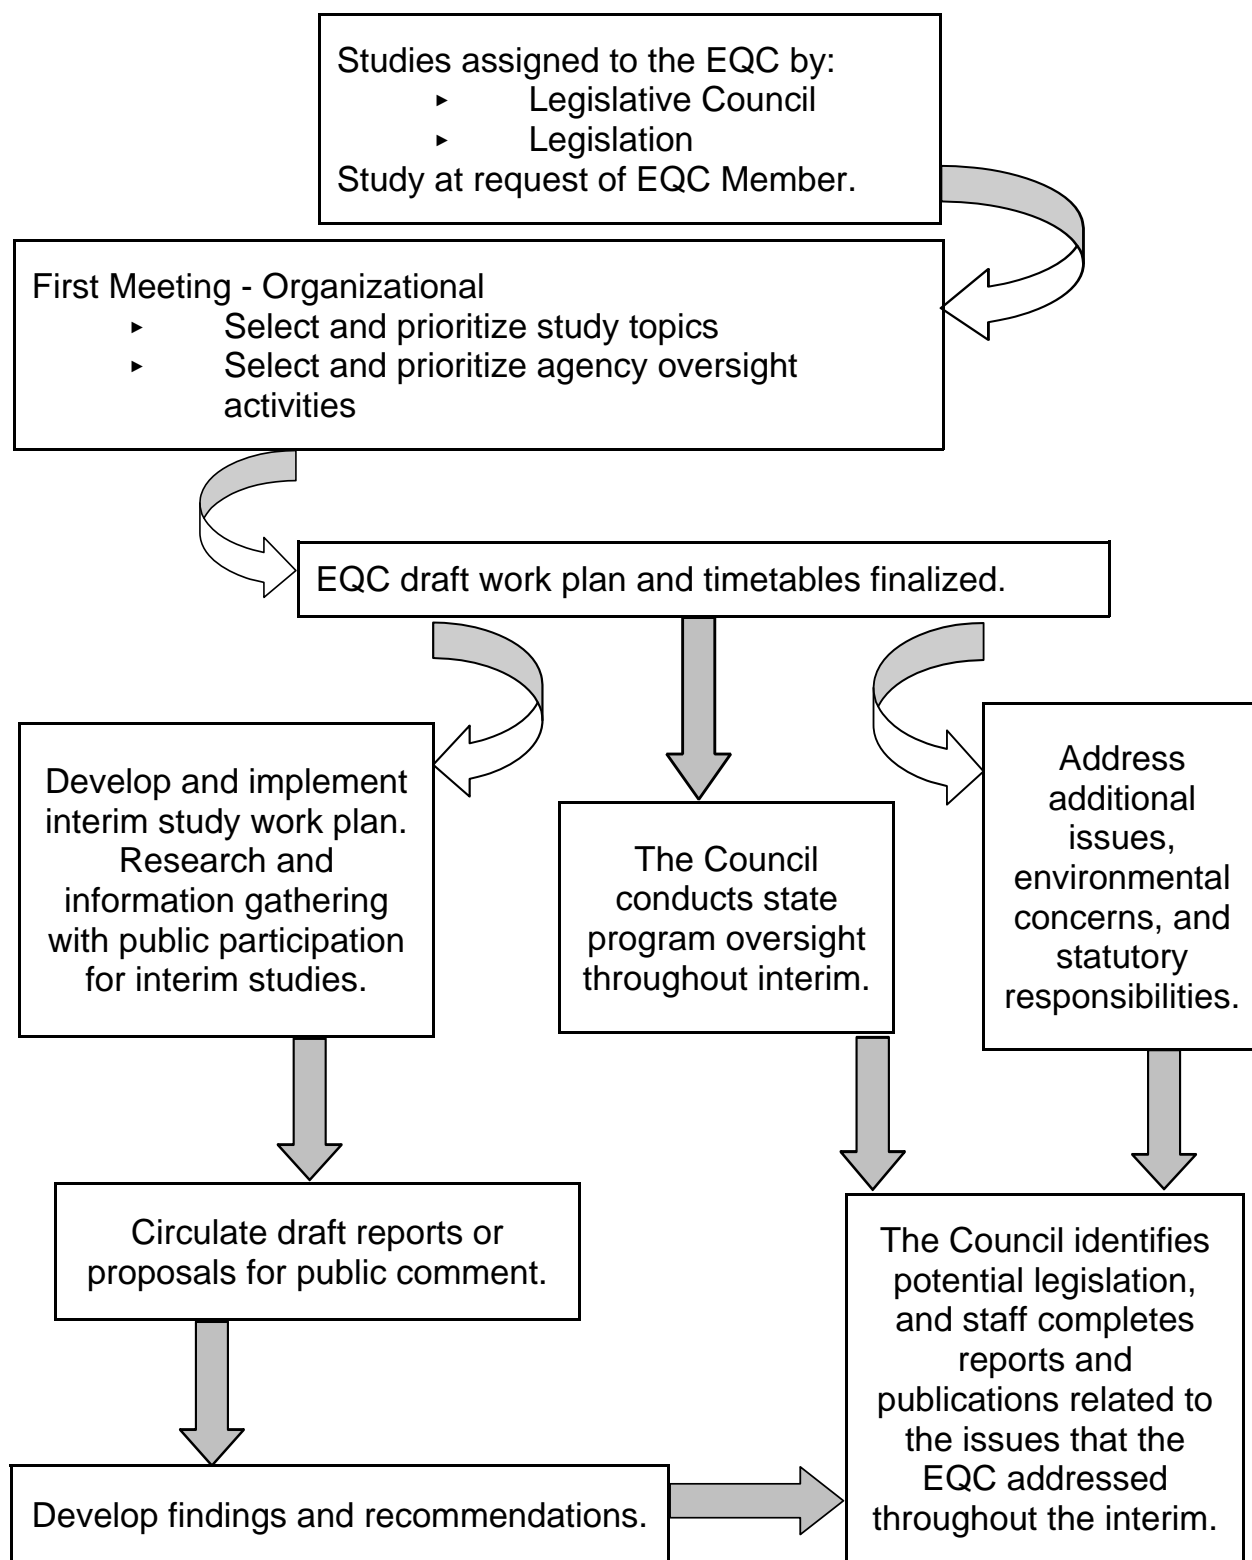 Studies assigned to the EQC by:
▸ Legislative Council
▸ Legislation
Study at request of EQC Member.
First Meeting - Organizational
▸ Select and prioritize study topics
▸ Select and prioritize agency oversight
activities
EQC draft work plan and timetables finalized.
Develop and implement
interim study work plan.
Research and
information gathering
with public participation
for interim studies.
The Council
conducts state
program oversight
throughout interim.
Address
additional
issues,
environmental
concerns, and
statutory
responsibilities.
Circulate draft reports or
proposals for public comment.
Develop findings and recommendations.
The Council identifies
potential legislation,
and staff completes
reports and
publications related to
the issues that the
EQC addressed
throughout the interim.